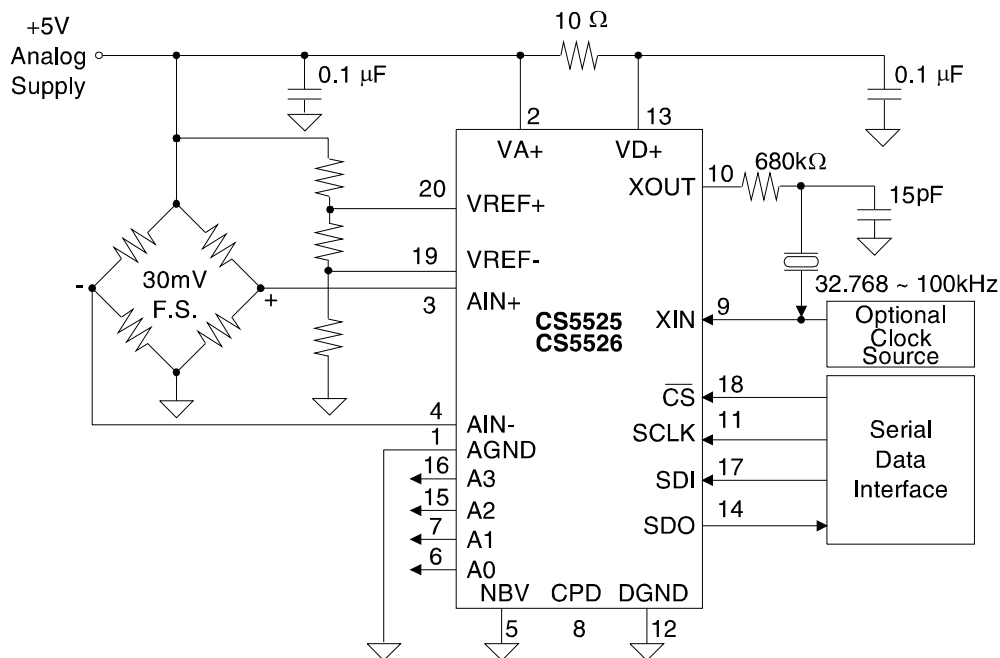 +5V
Analog
Supply
10 Ω
0.1 μF
0.1 μF
2
13
VA+
VD+
680kΩ
20
VREF+
XOUT
10
15pF
19
VREF-
30mV
F.S.
-
+
3
AIN+
32.768 ~ 100kHz
CS5525
CS5526
XIN
9
Optional
Clock
Source
4
AIN-
1
AGND
16
A3
15
A2
7
A1
6
A0
CS
18
SCLK
11
SDI
17
SDO
14
Serial
Data
Interface
NBV
CPD
DGND
5
8
12